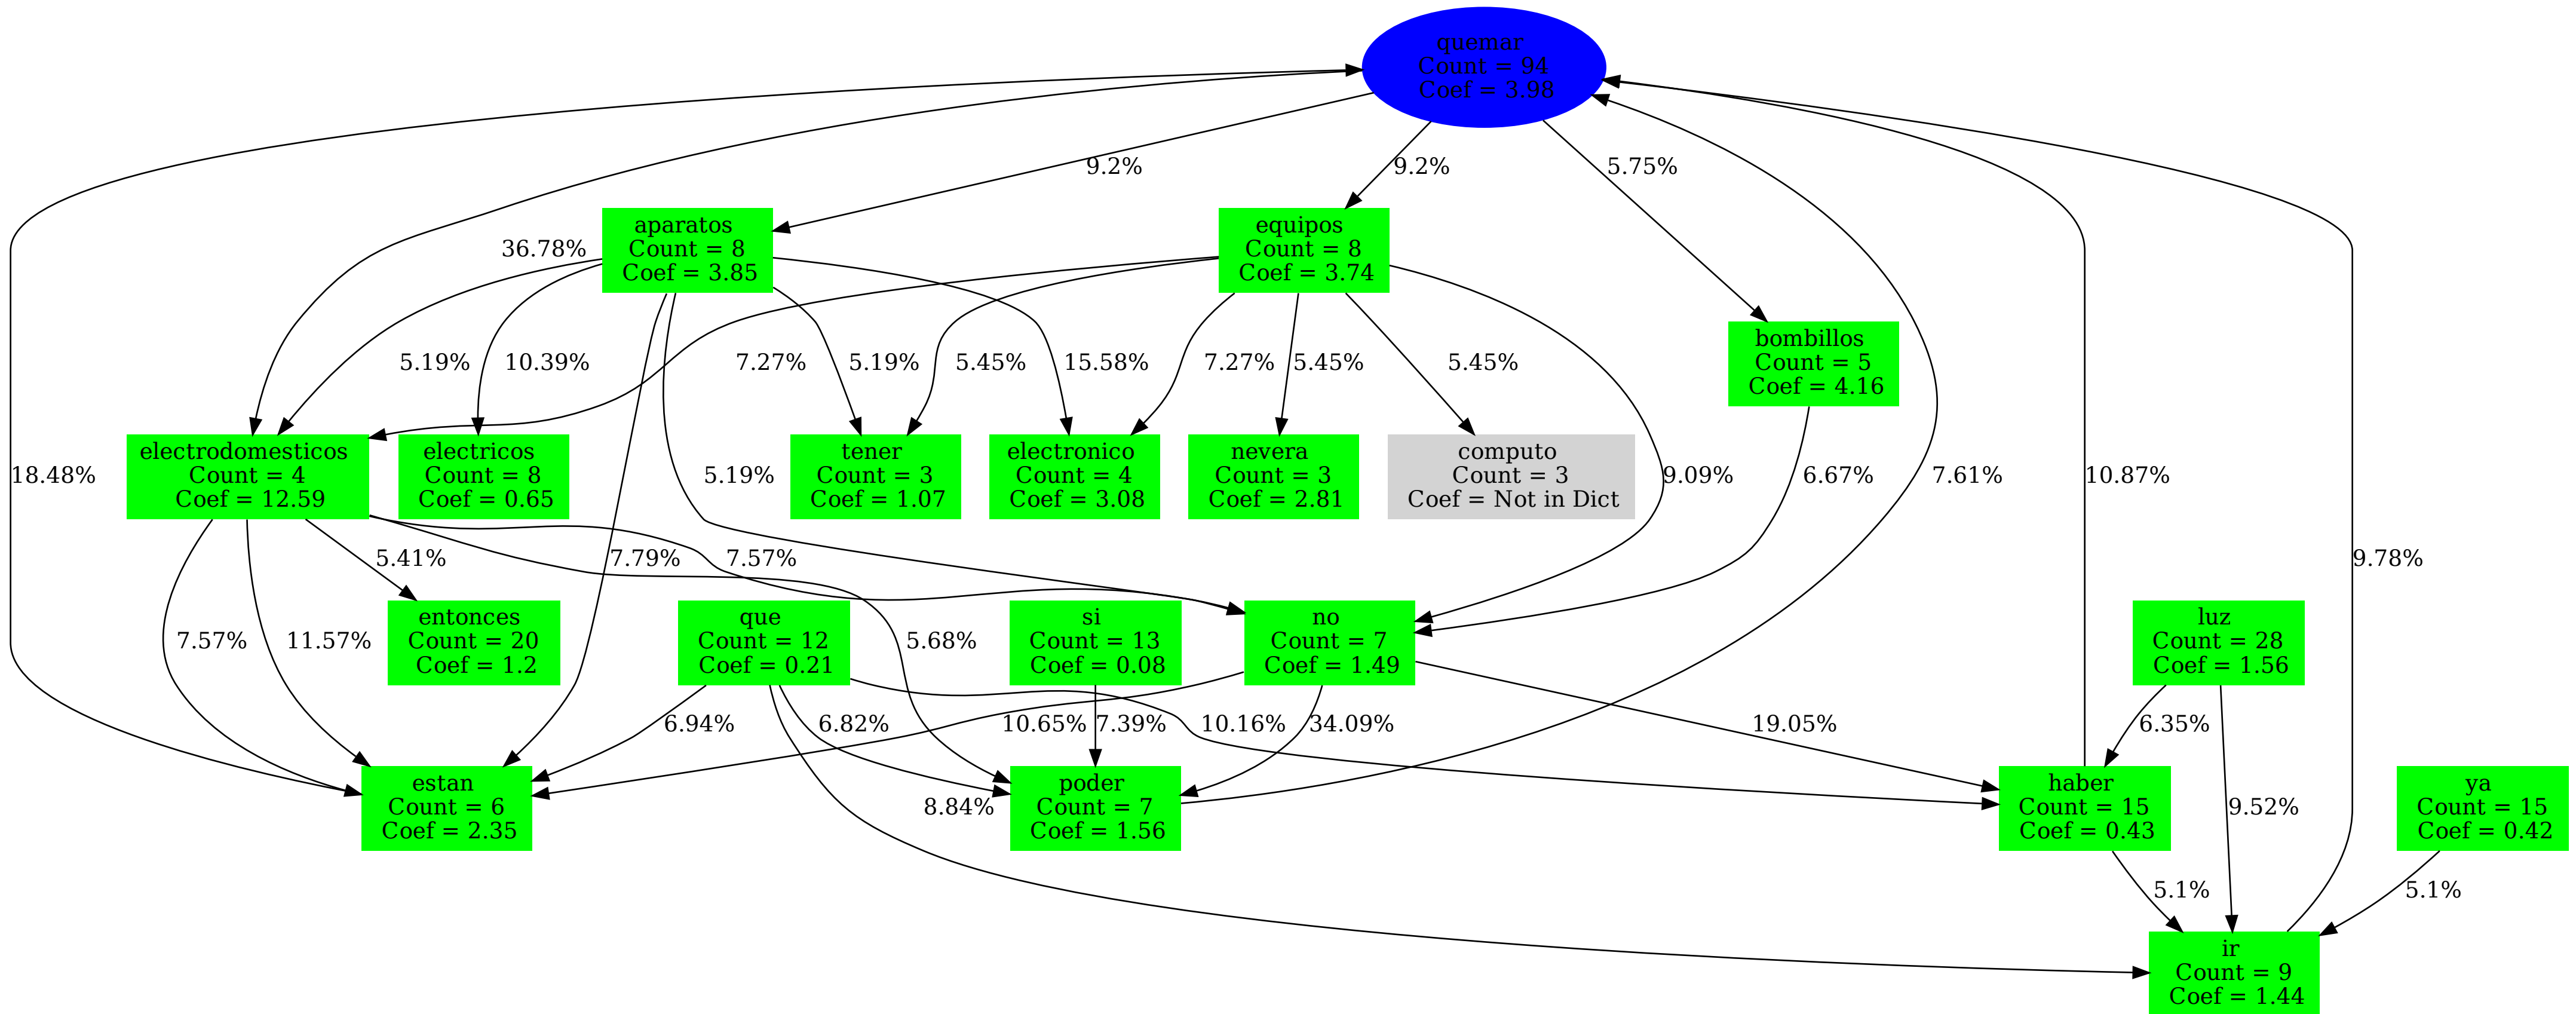 quemar
Count = 94
Coef = 3.98
9.2%
9.2%
5.75%
36.78%
aparatos
Count = 8
Coef = 3.85
equipos
Count = 8
Coef = 3.74
bombillos
Count = 5
Coef = 4.16
5.19%
10.39%
7.27%
5.19%
5.45%
15.58%
7.27%
5.45%
5.45%
18.48%
electrodomesticos
Count = 4
Coef = 12.59
electricos
Count = 8
Coef = 0.65
5.19%
tener
Count = 3
Coef = 1.07
electronico
Count = 4
Coef = 3.08
nevera
Count = 3
Coef = 2.81
computo
Count = 3
Coef = Not in Dict
9.09%
6.67%
7.61%
10.87%
5.41%
7.79%
7.57%
9.78%
7.57%
11.57%
entonces
Count = 20
Coef = 1.2
que
Count = 12
Coef = 0.21
5.68%
si
Count = 13
Coef = 0.08
no
Count = 7
Coef = 1.49
luz
Count = 28
Coef = 1.56
6.94%
6.82%
10.65%
7.39%
10.16%
34.09%
19.05%
6.35%
estan
Count = 6
Coef = 2.35
8.84%
poder
Count = 7
Coef = 1.56
haber
Count = 15
Coef = 0.43
9.52%
ya
Count = 15
Coef = 0.42
5.1%
5.1%
ir
Count = 9
Coef = 1.44